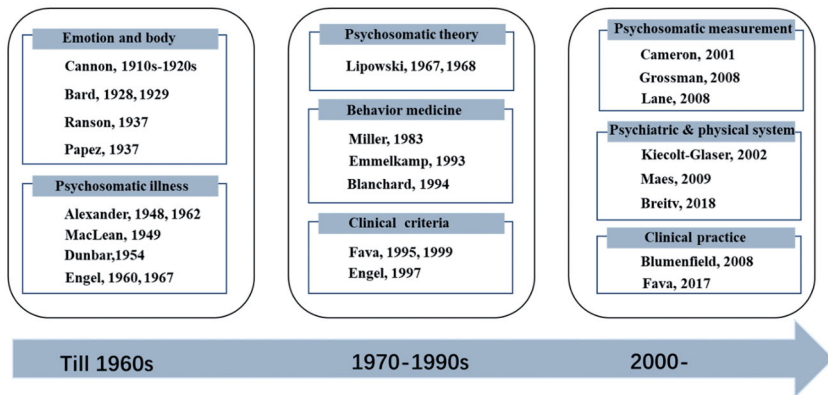 Emotion and body
Cannon, 1910s-1920s
Bard, 1928, 1929
Ranson, 1937
Papez, 1937
Psychosomatic illness
Alexander, 1948, 1962
MacLean, 1949
Dunbar,1954
Engel, 1960, 1967
Psychosomatic theory
Lipowski, 1967, 1968
Behavior medicine
Miller, 1983
Emmelkamp, 1993
Blanchard, 1994
Clinical criteria
Fava, 1995, 1999
Engel, 1997
Psychosomatic measurement
Cameron, 2001
Grossman, 2008
Lane, 2008
Psychiatric & physical system
Kiecolt-Glaser, 2002
Maes, 2009
Breitv, 2018
Clinical practice
Blumenfield, 2008
Fava, 2017
Till 1960s
1970-1990s
2000-